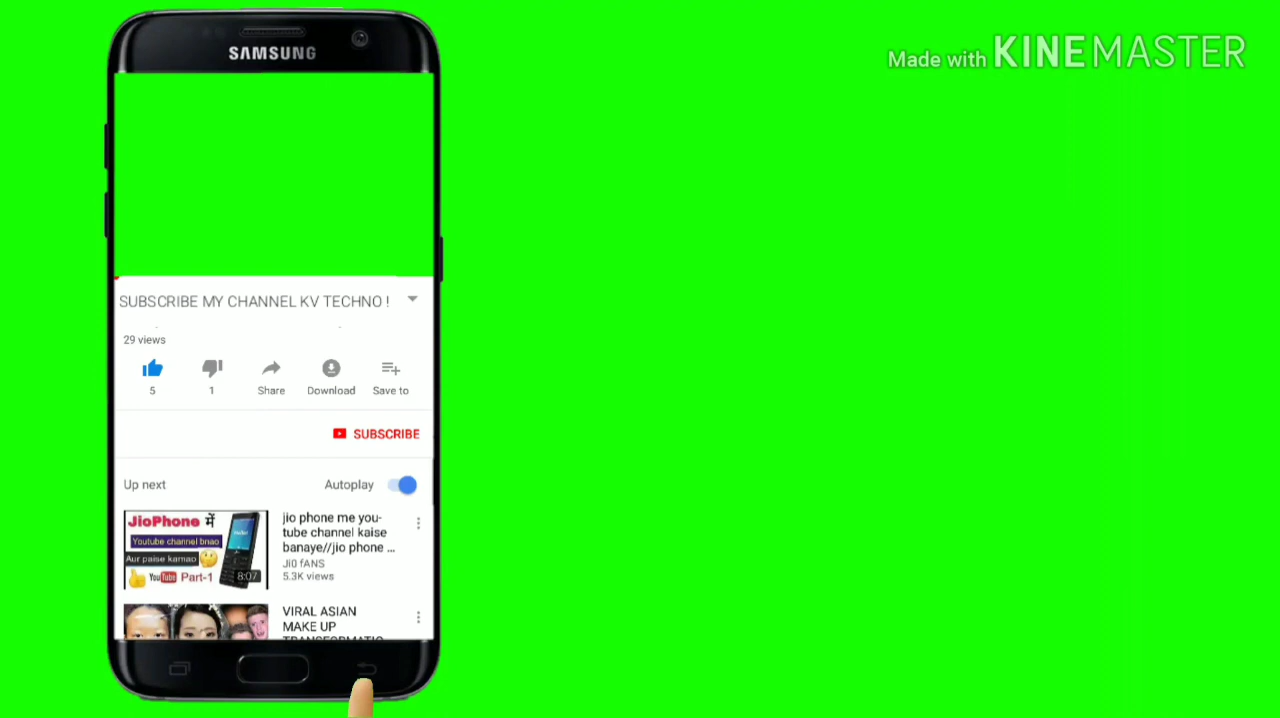 SAMSUNG
Made with KINEMASTER
SUBSCRIBE MY CHANNEL KV TECHNO !
29 views
5
1
Share
Download
Save to
SUBSCRIBE
Up next
Autoplay
JioPhone में
Youtube channel bnao
Aur paise kamao
YouTube Part-1
8:07
jio phone me you-
tube channel kaise
banaye//jio phone ...
Ji0 fANS
5.3K views
VIRAL ASIAN
MAKE UP
TRANSFORMATIO